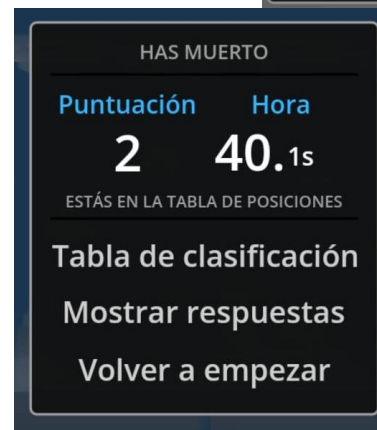 HAS MUERTO
Puntuación Hora
2 40.1s
ESTÁS EN LA TABLA DE POSICIONES
Tabla de clasificación
Mostrar respuestas
Volver a empezar